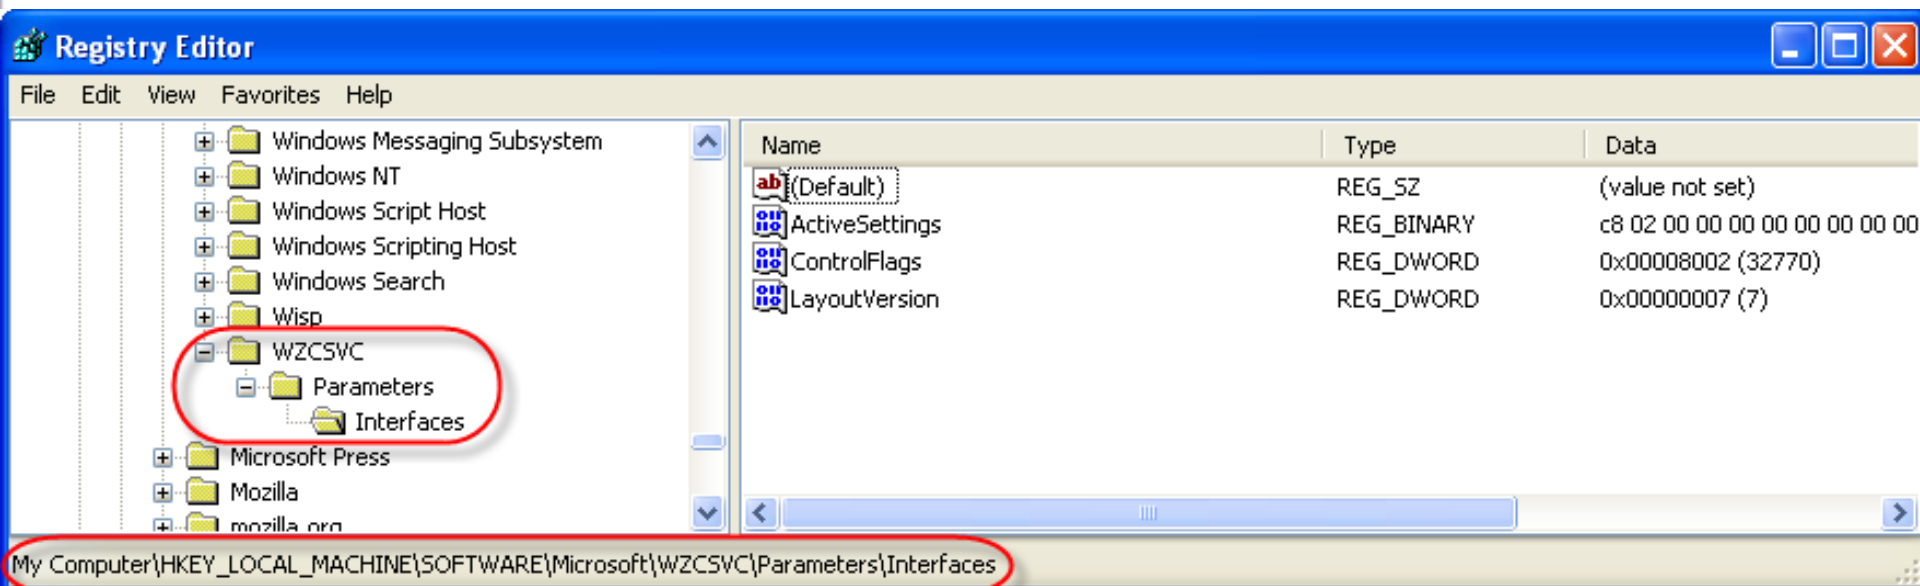 Registry Editor
File Edit View Favorites Help
Windows Messaging Subsystem
Windows NT
Windows Script Host
Windows Scripting Host
Windows Search
Wisp
WZCSVC
Parameters
Interfaces
Microsoft Press
Mozilla
mozilla.org
Name Type Data
(Default) REG_SZ (value not set)
ActiveSettings REG_BINARY c8 02 00 00 00 00 00 00 00 00
ControlFlags REG_DWORD 0x00008002 (32770)
LayoutVersion REG_DWORD 0x00000007 (7)
My Computer\HKEY_LOCAL_MACHINE\SOFTWARE\Microsoft\WZCSVC\Parameters\Interfaces